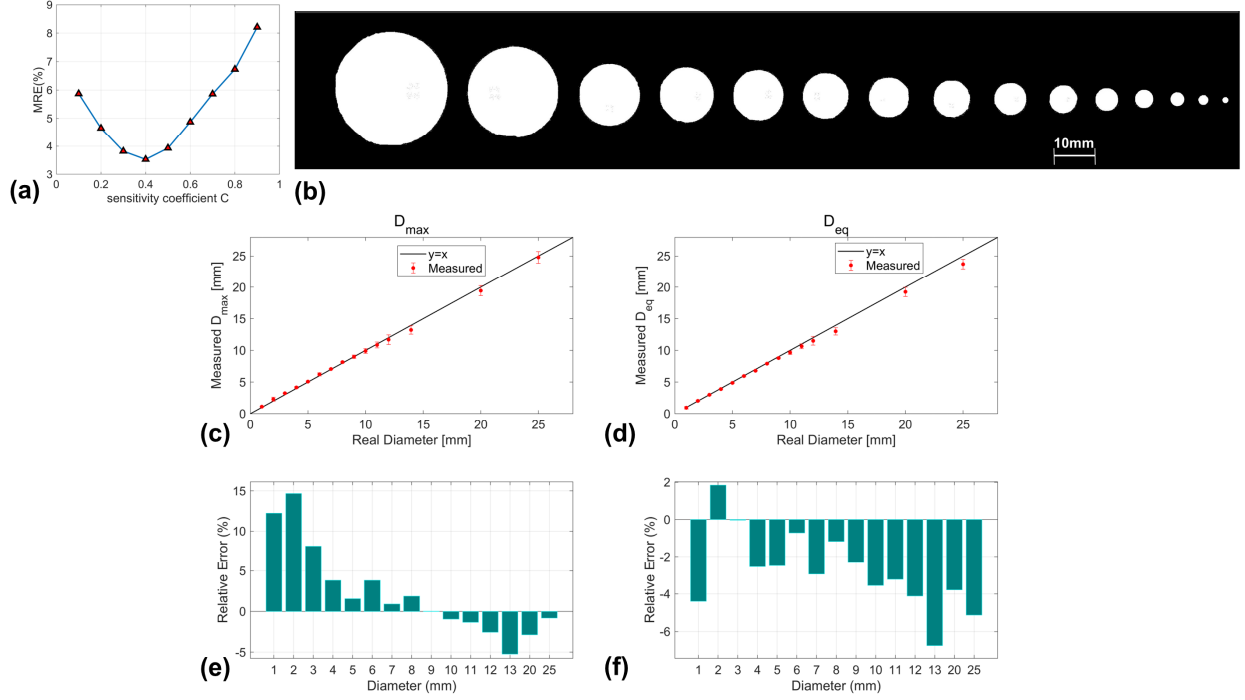 9
8
7
6
5
4
3
MRE(%)
0 0.2 0.4 0.6 0.8 1
sensitivity coefficient C
(a)
10mm
(b)
D_max
y=x
Measured
25
20
15
10
5
0
Measured D_max [mm]
0 5 10 15 20 25
Real Diameter [mm]
(c)
D_eq
y=x
Measured
25
20
15
10
5
0
Measured D_eq [mm]
0 5 10 15 20 25
Real Diameter [mm]
(d)
15
10
5
0
-5
Relative Error (%)
1 2 3 4 5 6 7 8 9 10 11 12 13 20 25
Diameter (mm)
(e)
2
0
-2
-4
-6
Relative Error (%)
1 2 3 4 5 6 7 8 9 10 11 12 13 20 25
Diameter (mm)
(f)